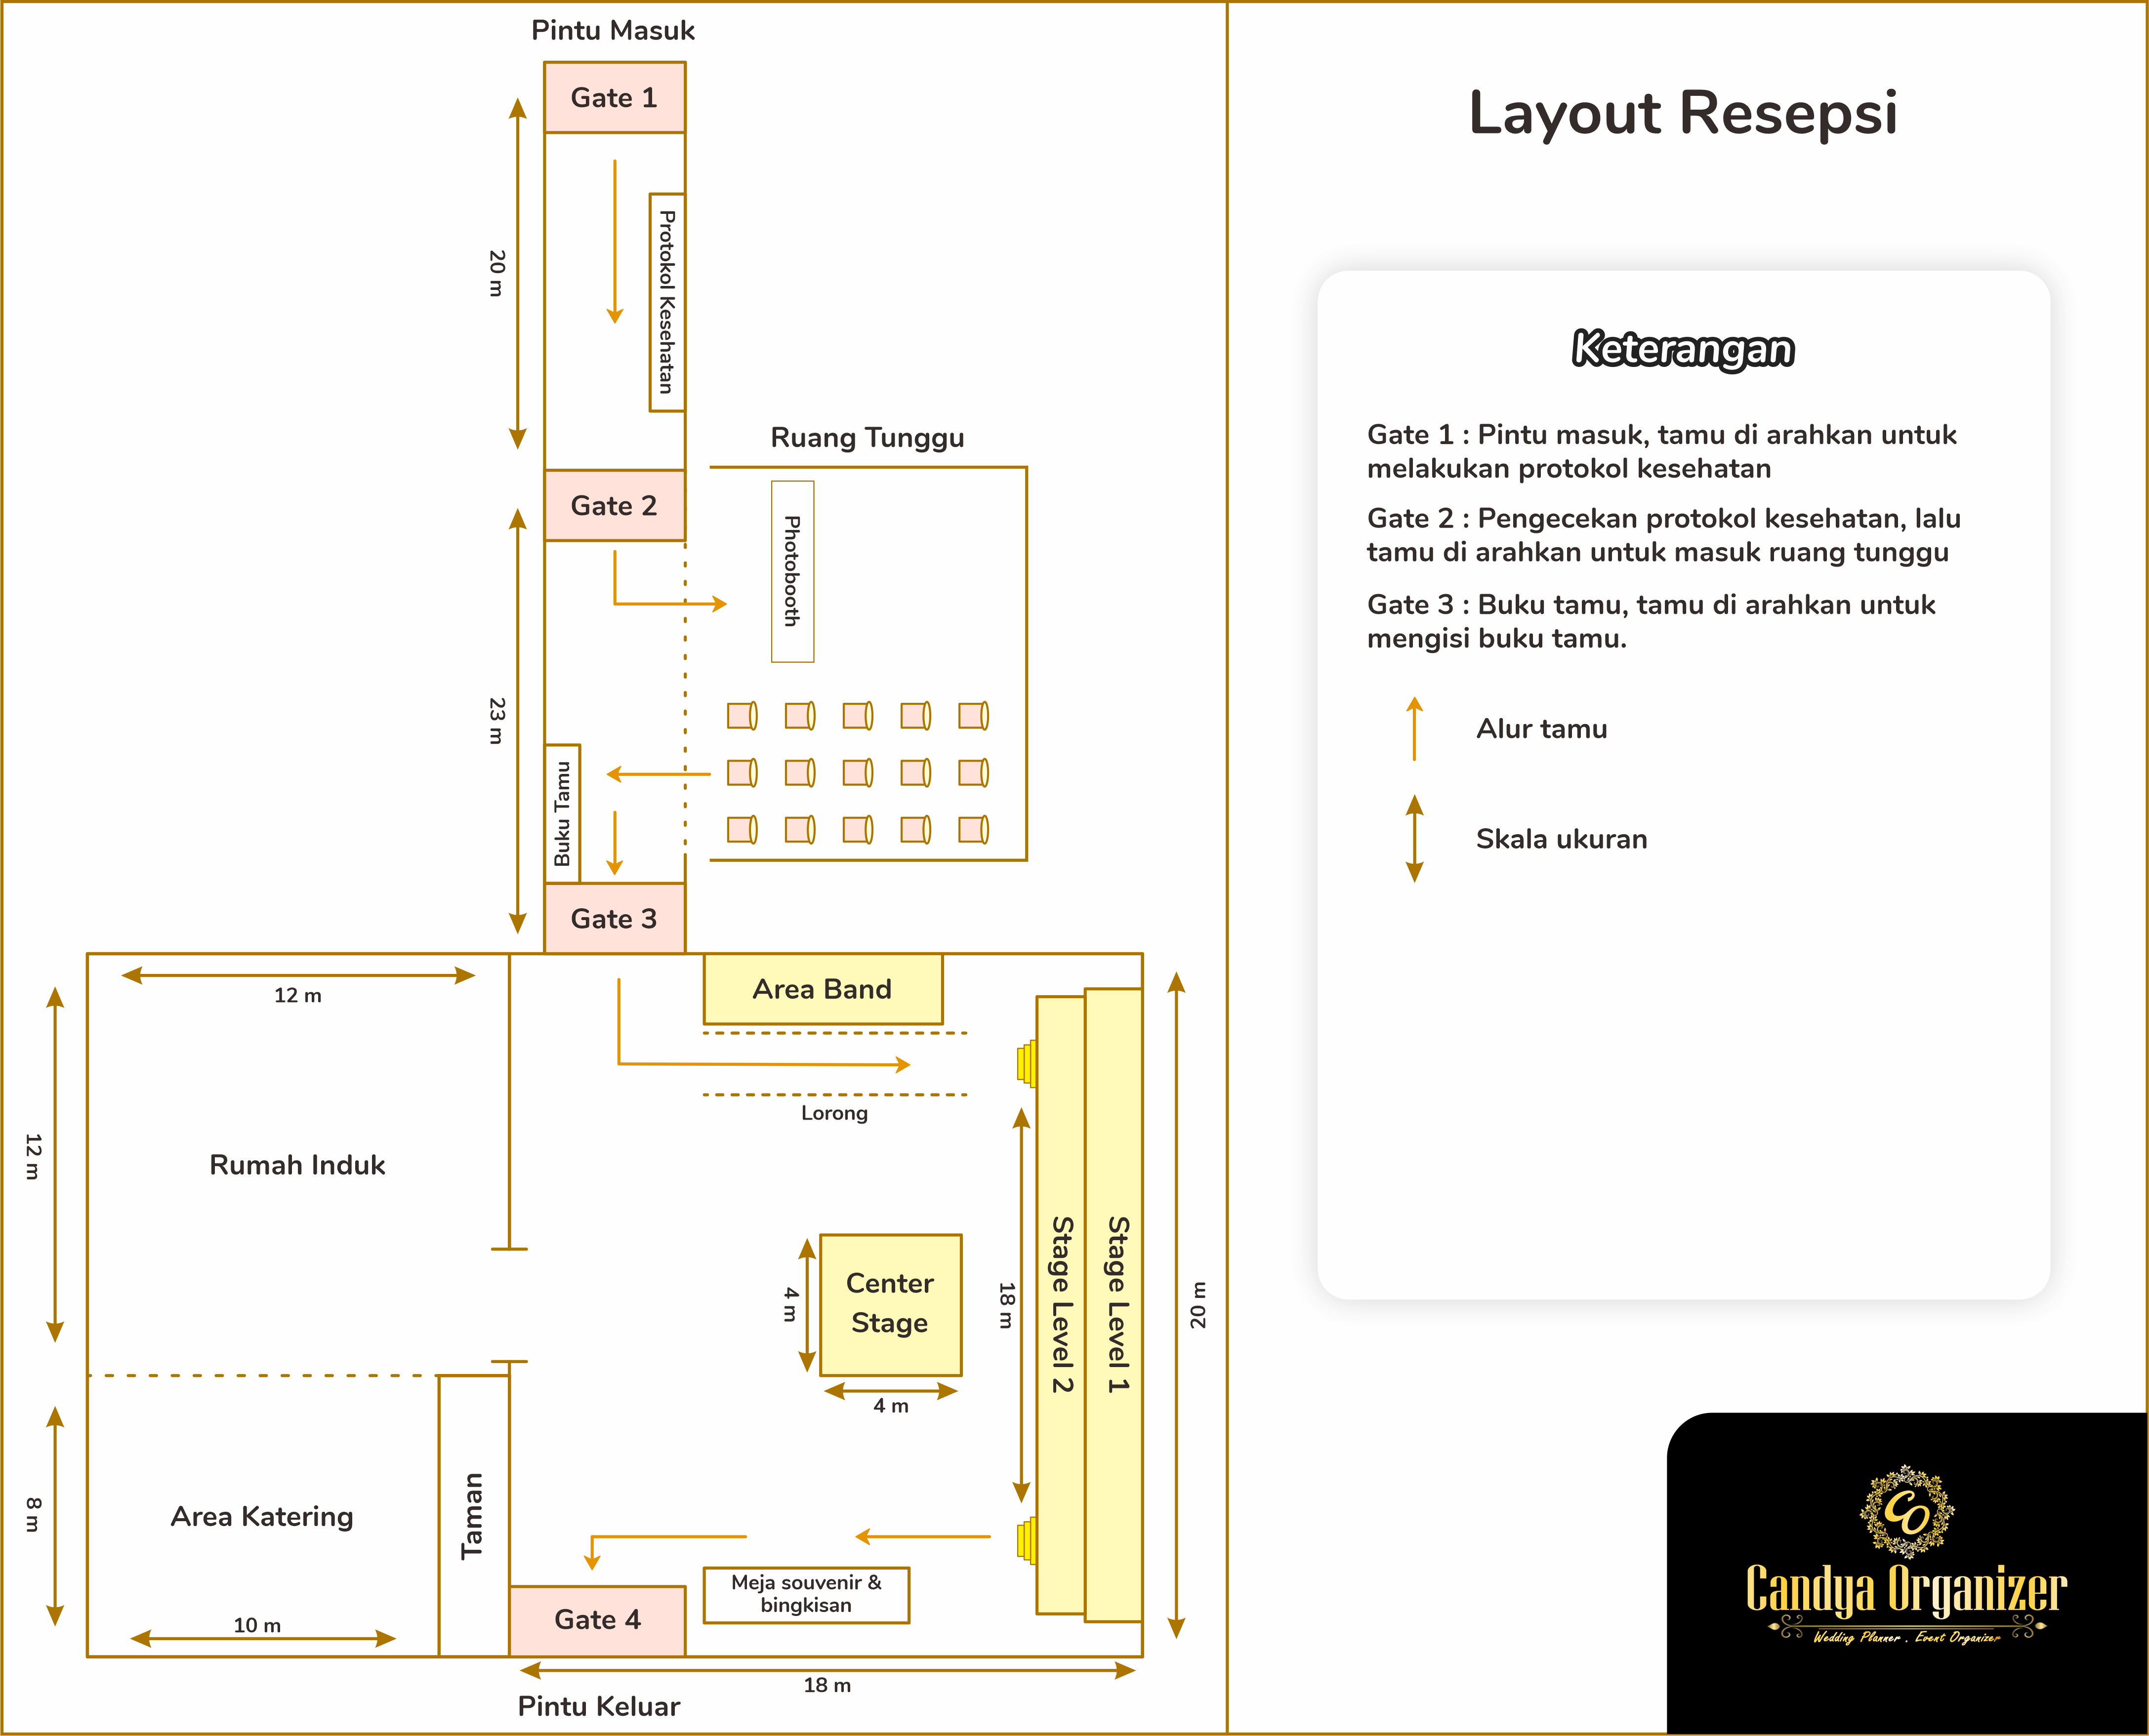 Pintu Masuk
Gate 1
20 m
Protokol Kesehatan
Ruang Tunggu
Gate 2
Photobooth
23 m
Buku Tamu
Gate 3
12 m
Area Band
Lorong
12 m
Rumah Induk
Center
Stage
4 m
4 m
18 m
Stage Level 2
Stage Level 1
20 m
8 m
Area Katering
Taman
10 m
Meja souvenir &
bingkisan
Gate 4
18 m
Pintu Keluar
Layout Resepsi
Keterangan
Gate 1 : Pintu masuk, tamu di arahkan untuk
melakukan protokol kesehatan
Gate 2 : Pengecekan protokol kesehatan, lalu
tamu di arahkan untuk masuk ruang tunggu
Gate 3 : Buku tamu, tamu di arahkan untuk
mengisi buku tamu.
Alur tamu
Skala ukuran
CO
Candya Organizer
Wedding Planner . Event Organizer